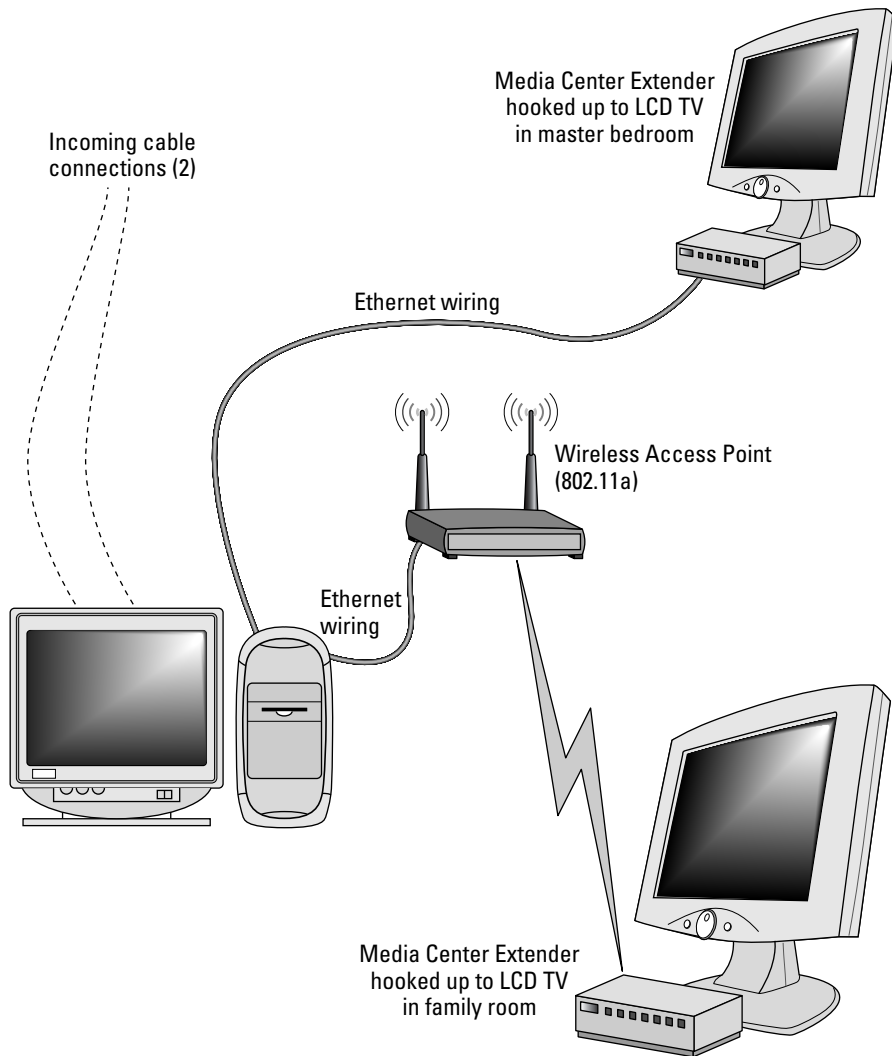 Media Center Extender
hooked up to LCD TV
in master bedroom
Incoming cable
connections (2)
Ethernet wiring
Wireless Access Point
(802.11a)
Ethernet
wiring
Media Center Extender
hooked up to LCD TV
in family room